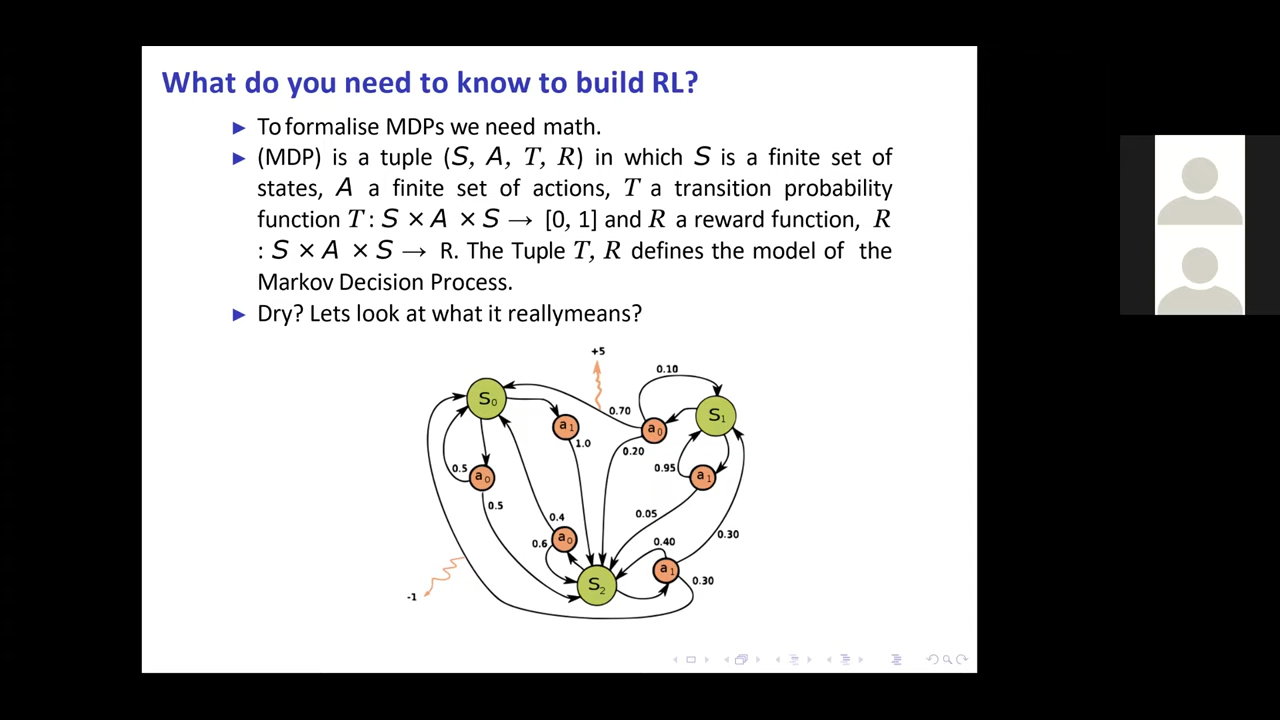 What do you need to know to build RL?
► To formalise MDPs we need math.
► (MDP) is a tuple (S, A, T, R) in which S is a finite set of
states, A a finite set of actions, T a transition probability
function T : S × A × S → [0, 1] and R a reward function, R
: S × A × S → R. The Tuple T, R defines the model of the
Markov Decision Process.
► Dry? Lets look at what it reallymeans?
+5
0.10
S₀
0.70
S₁
a₁
a₀
1.0
0.20
0.5
a₀
0.95
a₁
0.5
0.4
0.05
0.30
0.6
a₀
0.40
a₁
S₂
0.30
-1